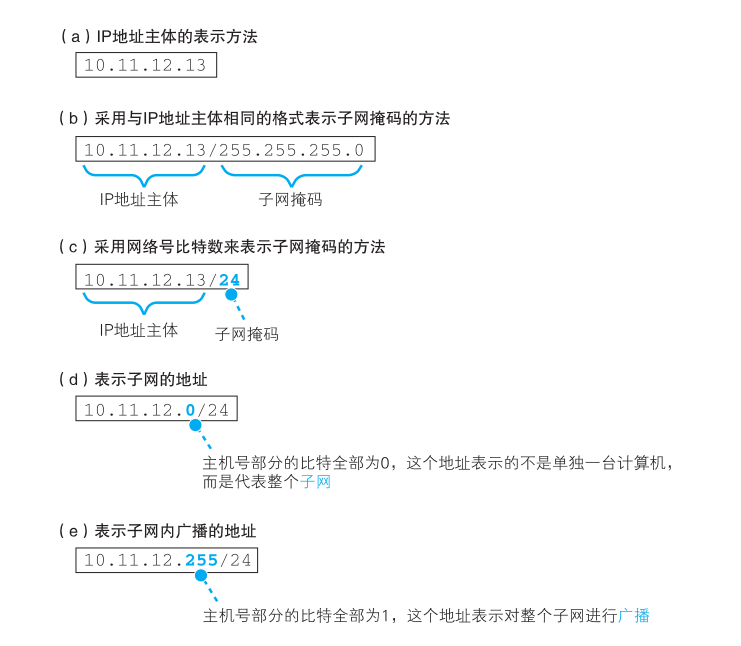 （a）IP地址主体的表示方法
10.11.12.13
（b）采用与IP地址主体相同的格式表示子网掩码的方法
10.11.12.13/255.255.255.0
IP地址主体 子网掩码
（c）采用网络号比特数来表示子网掩码的方法
10.11.12.13/24
IP地址主体 子网掩码
（d）表示子网的地址
10.11.12.0/24
主机号部分的比特全部为0，这个地址表示的不是单独一台计算机，
而是代表整个子网
（e）表示子网内广播的地址
10.11.12.255/24
主机号部分的比特全部为1，这个地址表示对整个子网进行广播